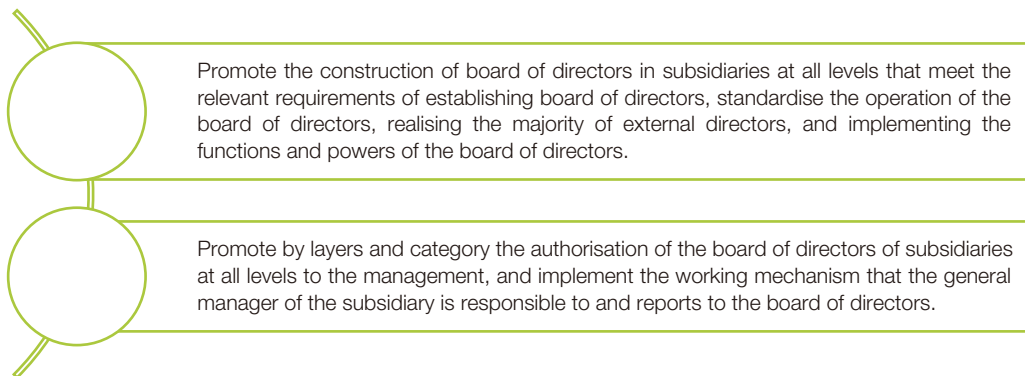 Promote the construction of board of directors in subsidiaries at all levels that meet the
relevant requirements of establishing board of directors, standardise the operation of the
board of directors, realising the majority of external directors, and implementing the
functions and powers of the board of directors.
Promote by layers and category the authorisation of the board of directors of subsidiaries
at all levels to the management, and implement the working mechanism that the general
manager of the subsidiary is responsible to and reports to the board of directors.